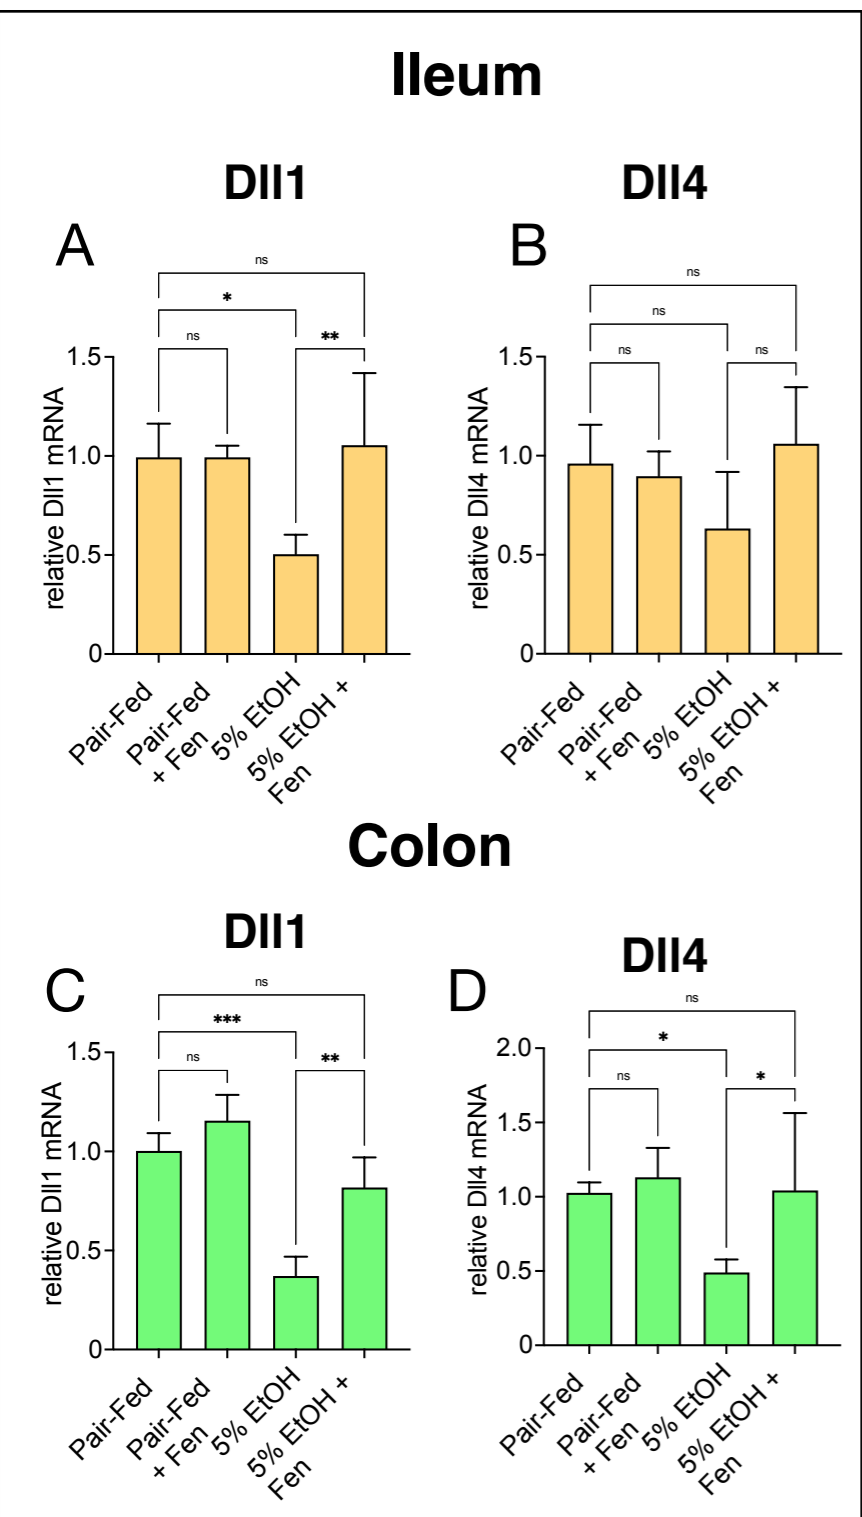 Ileum
Dll1
Dll4
A
B
ns
*
ns
**
ns
ns
ns
ns
1.5
1.0
0.5
0
relative Dll1 mRNA
Pair-Fed
Pair-Fed
+ Fen
5% EtOH
5% EtOH +
Fen
1.5
1.0
0.5
0
relative Dll4 mRNA
Pair-Fed
Pair-Fed
+ Fen
5% EtOH
5% EtOH +
Fen
Colon
Dll1
Dll4
C
D
ns
***
ns
**
ns
*
ns
*
1.5
1.0
0.5
0
relative Dll1 mRNA
Pair-Fed
Pair-Fed
+ Fen
5% EtOH
5% EtOH +
Fen
2.0
1.5
1.0
0.5
0
relative Dll4 mRNA
Pair-Fed
Pair-Fed
+ Fen
5% EtOH
5% EtOH +
Fen